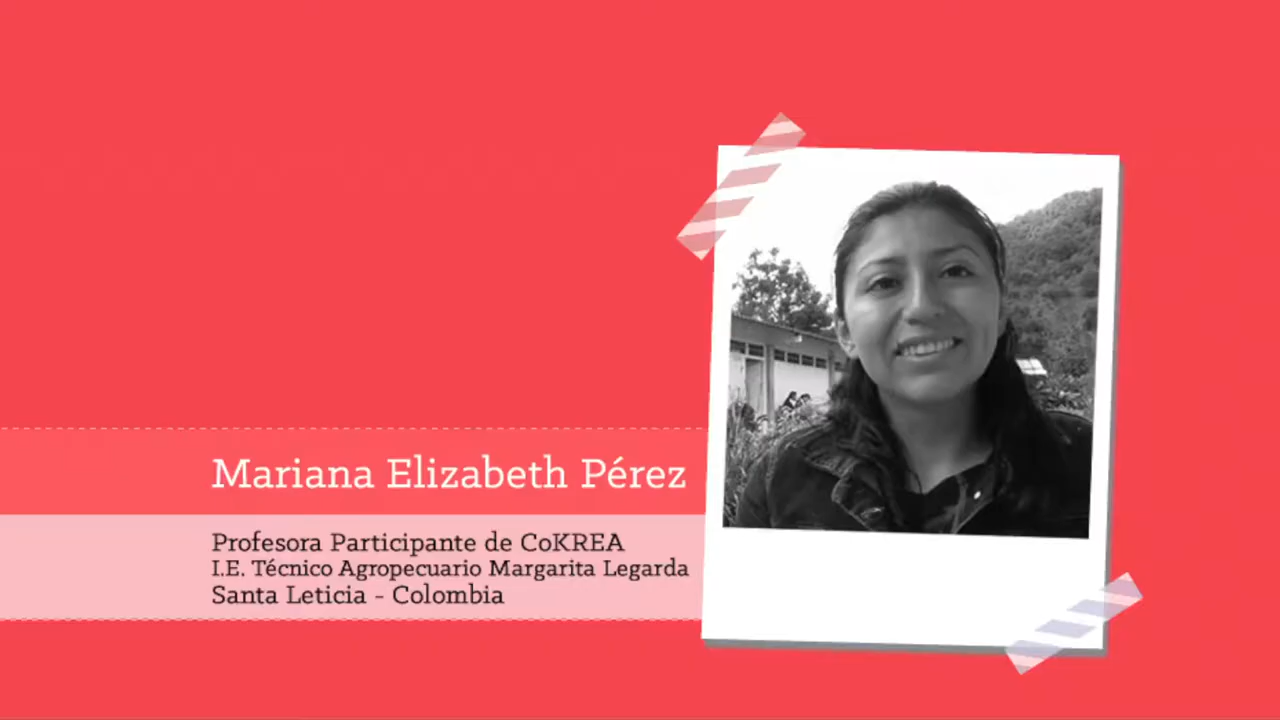 Mariana Elizabeth Pérez
Profesora Participante de CoKREA
I.E. Técnico Agropecuario Margarita Legarda
Santa Leticia - Colombia